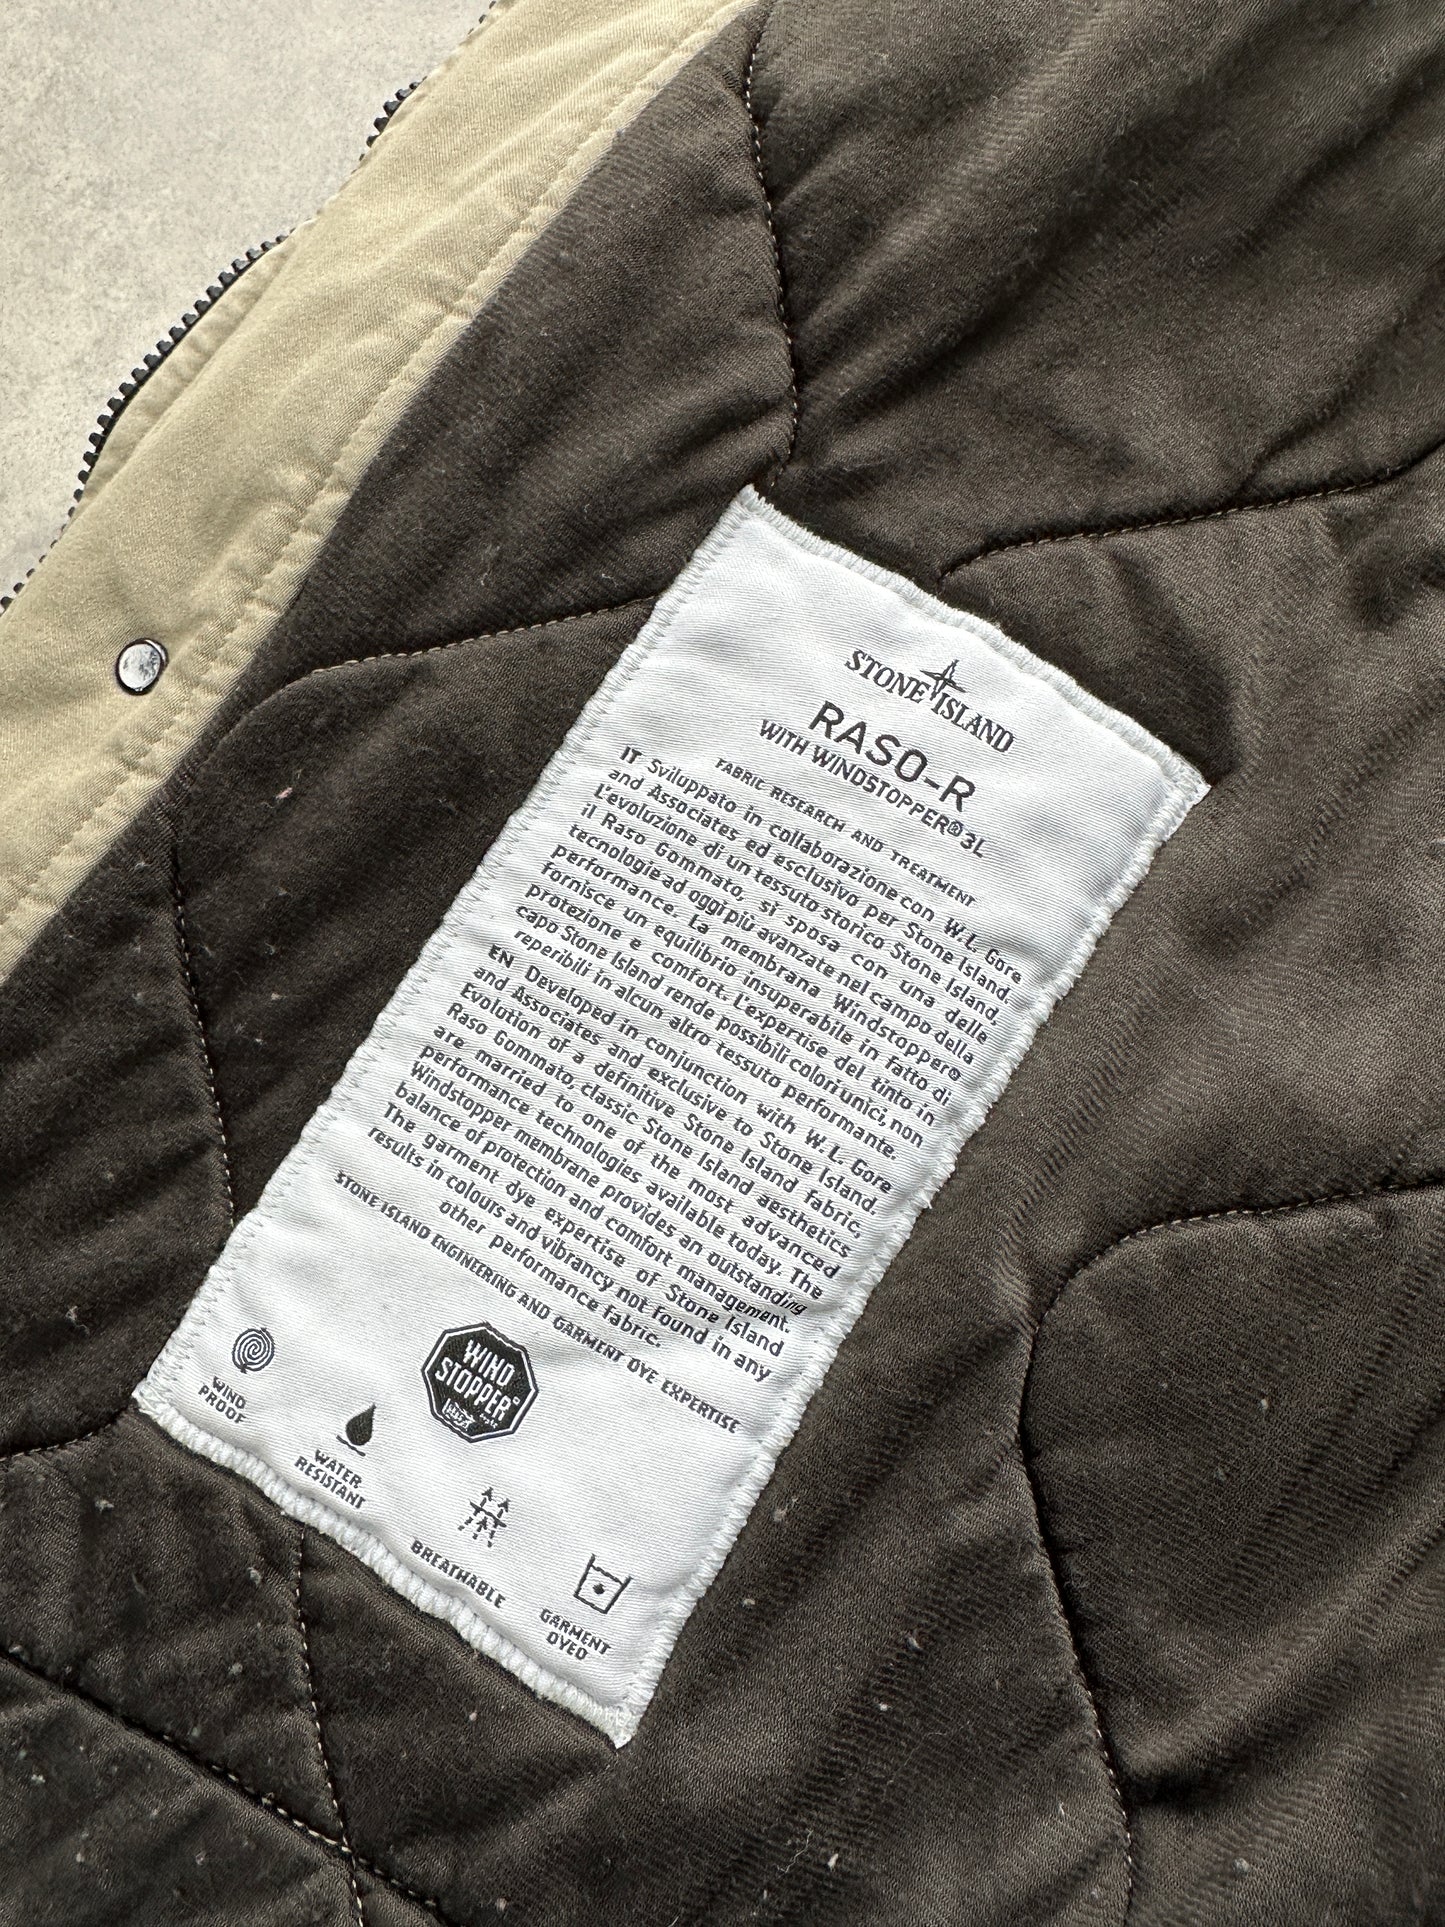 STONE ISLAND
RASO-R
WITH WINDSTOPPER® 3L
FABRIC RESEARCH AND TREATMENT
IT Sviluppato in collaborazione con W.L. Gore
and Associates ed esclusivo per Stone Island.
L'evoluzione di un tessuto storico Stone Island,
il Raso Gommato, si sposa con una delle
tecnologie ad oggi più avanzate nel campo della
performance. La membrana Windstopper®
fornisce un equilibrio insuperabile in fatto di
protezione e comfort. L'expertise del tinto in
capo Stone Island rende possibili colori unici, non
reperibili in alcun altro tessuto performante.
EN Developed in conjunction with W.L. Gore
and Associates and exclusive to Stone Island.
Evolution of a definitive Stone Island fabric,
Raso Gommato, classic Stone Island aesthetics
are married to one of the most advanced
performance technologies available today. The
Windstopper membrane provides an outstanding
balance of protection and comfort management.
The garment dye expertise of Stone Island
results in colours and vibrancy not found in any
other performance fabric.
STONE ISLAND ENGINEERING AND GARMENT DYE EXPERTISE
WIND
STOPPER®
WIND
PROOF
WATER
RESISTANT
BREATHABLE
GARMENT
DYED